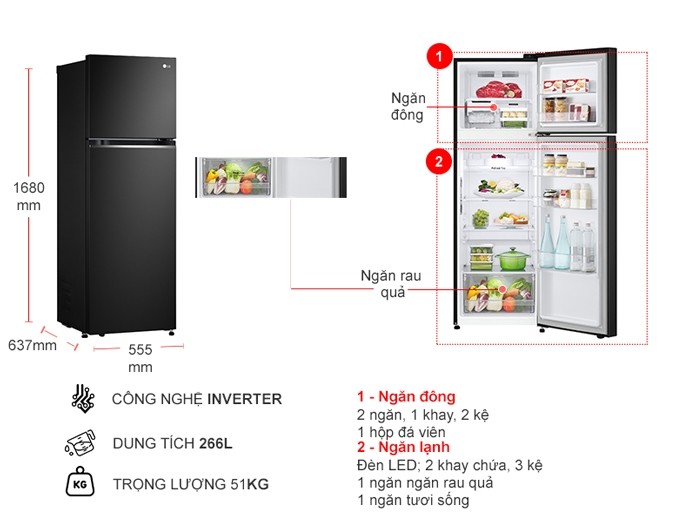 LG
1680
mm
637mm
555
mm
1
Ngăn
đông
2
Ngăn rau
quả
CÔNG NGHỆ INVERTER
DUNG TÍCH 266L
KG
TRỌNG LƯỢNG 51KG
1 - Ngăn đông
2 ngăn, 1 khay, 2 kệ
1 hộp đá viên
2 - Ngăn lạnh
Đèn LED; 2 khay chứa, 3 kệ
1 ngăn ngăn rau quả
1 ngăn tươi sống